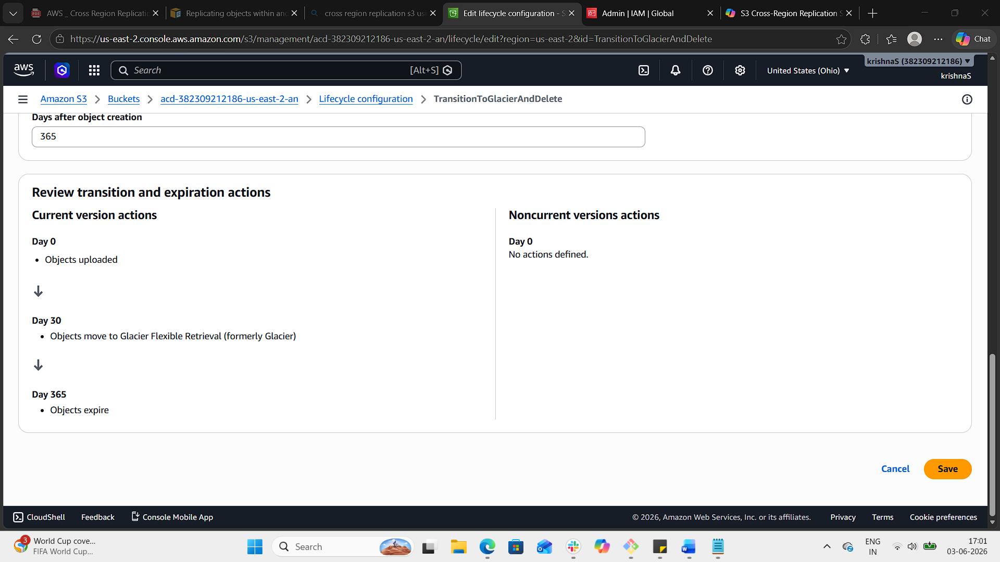 AWS _ Cross Region Replicati
Replicating objects within and
cross region replication s3 usi
Edit lifecycle configuration - S
Admin | IAM | Global
S3 Cross-Region Replication S
https://us-east-2.console.aws.amazon.com/s3/management/acd-382309212186-us-east-2-an/lifecycle/edit?region=us-east-2&id=TransitionToGlacierAndDelete
Chat
aws
Search
[Alt+S]
United States (Ohio)
krishnaS (382309212186)
krishnaS
Amazon S3
Buckets
acd-382309212186-us-east-2-an
Lifecycle configuration
TransitionToGlacierAndDelete
Days after object creation
365
Review transition and expiration actions
Current version actions
Day 0
• Objects uploaded
Day 30
• Objects move to Glacier Flexible Retrieval (formerly Glacier)
Day 365
• Objects expire
Noncurrent versions actions
Day 0
No actions defined.
Cancel
Save
CloudShell
Feedback
Console Mobile App
© 2026, Amazon Web Services, Inc. or its affiliates.
Privacy
Terms
Cookie preferences
3
World Cup cove...
FIFA World Cup...
Search
ENG
IN
17:01
03-06-2026